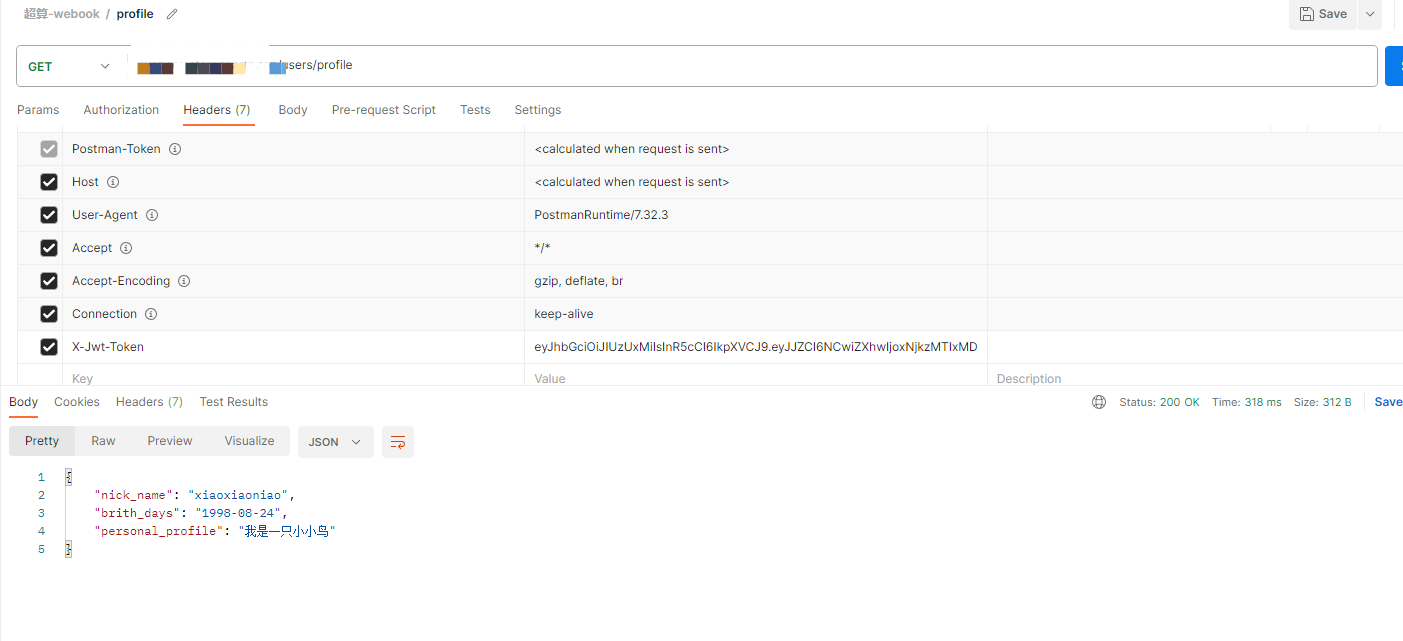 超算-webook / profile
Save
GET
users/profile
Params Authorization Headers (7) Body Pre-request Script Tests Settings
Postman-Token <calculated when request is sent>
Host <calculated when request is sent>
User-Agent PostmanRuntime/7.32.3
Accept */*
Accept-Encoding gzip, deflate, br
Connection keep-alive
X-Jwt-Token
Key Value Description
Body Cookies Headers (7) Test Results Status: 200 OK Time: 318 ms Size: 312 B Save
Pretty Raw Preview Visualize JSON
1 {
2 "nick_name": "xiaoxiaoniao",
3 "brith_days": "1998-08-24",
4 "personal_profile": "我是一只小小鸟"
5 }